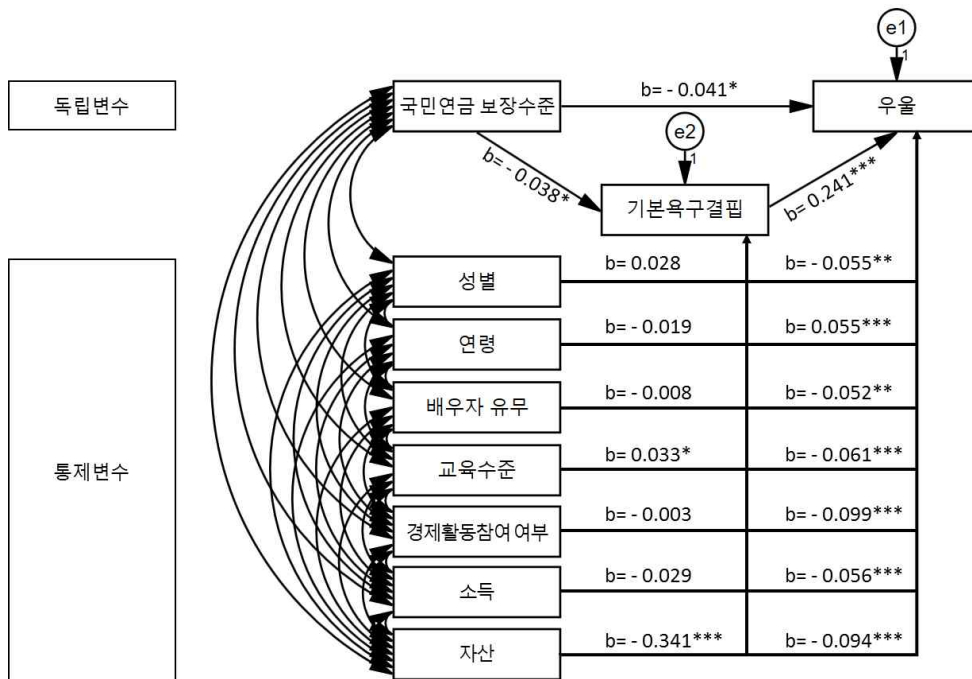 e1
1
독립변수
국민연금 보장수준
b= - 0.041*
우울
e2
1
b= - 0.038*
기본욕구결핍
b= 0.241***
통제변수
성별
b= 0.028
b= - 0.055**
연령
b= - 0.019
b= 0.055***
배우자 유무
b= - 0.008
b= - 0.052**
교육수준
b= 0.033*
b= - 0.061***
경제활동참여 여부
b= - 0.003
b= - 0.099***
소득
b= - 0.029
b= - 0.056***
자산
b= - 0.341***
b= - 0.094***